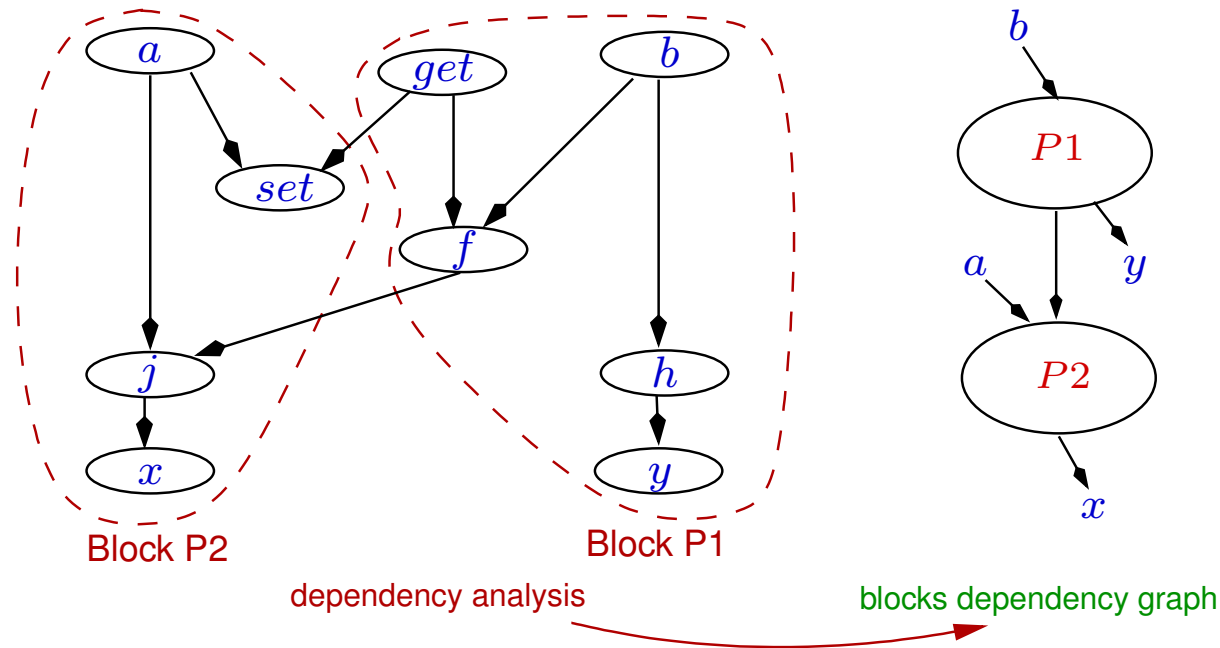 a
get
b
set
f
j
h
x
y
Block P2
Block P1
b
P1
y
a
P2
x
dependency analysis
blocks dependency graph